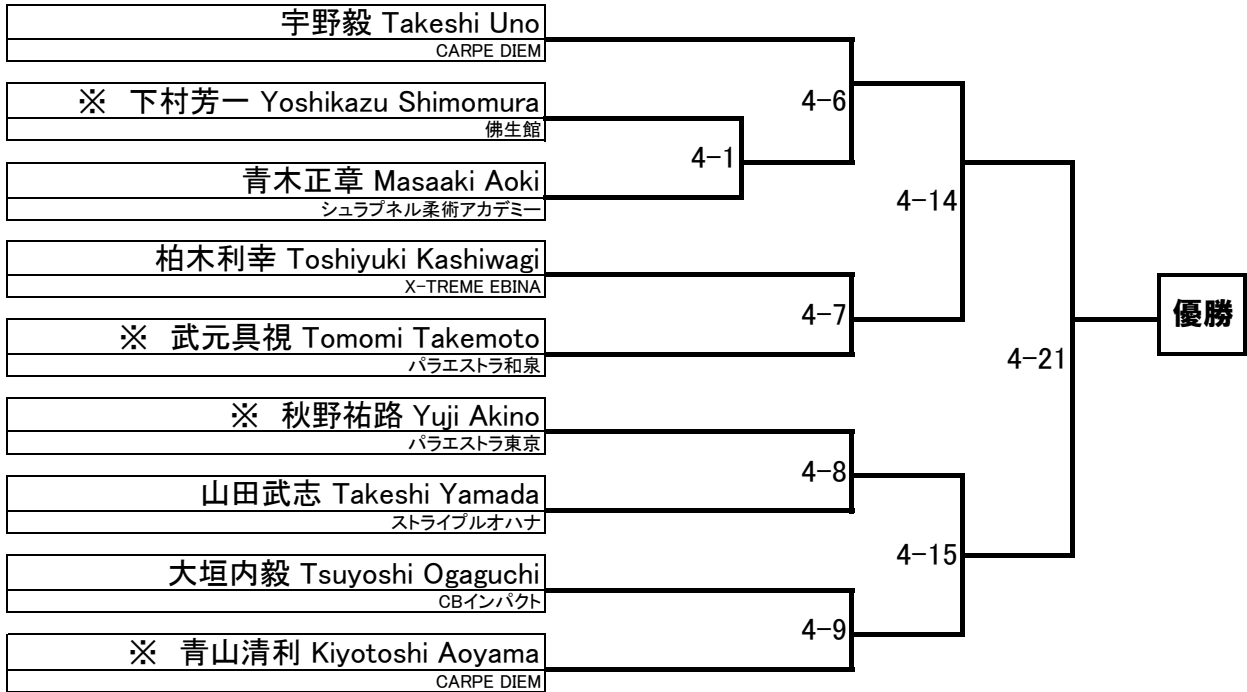 宇野毅 Takeshi Uno
CARPE DIEM
※ 下村芳一 Yoshikazu Shimomura
佛生館
青木正章 Masaaki Aoki
シュラプネル柔術アカデミー
柏木利幸 Toshiyuki Kashiwagi
X-TREME EBINA
※ 武元具視 Tomomi Takemoto
パラエストラ和泉
※ 秋野祐路 Yuji Akino
パラエストラ東京
山田武志 Takeshi Yamada
ストライプルオハナ
大垣内毅 Tsuyoshi Ogaguchi
CBインパクト
※ 青山清利 Kiyotoshi Aoyama
CARPE DIEM
4-1
4-6
4-7
4-8
4-9
4-14
4-15
4-21
優勝